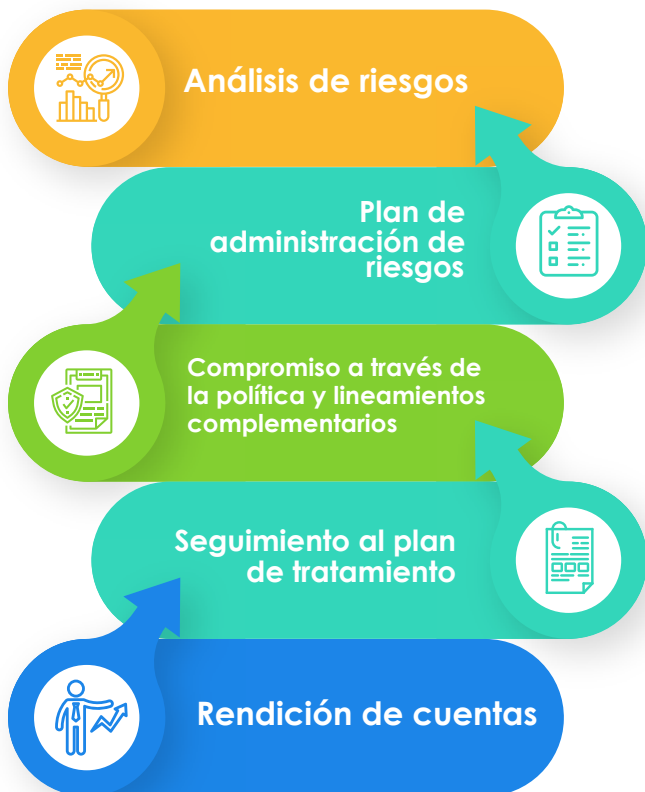 Análisis de riesgos
Plan de
administración de
riesgos
Compromiso a través de
la política y lineamientos
complementarios
Seguimiento al plan
de tratamiento
Rendición de cuentas